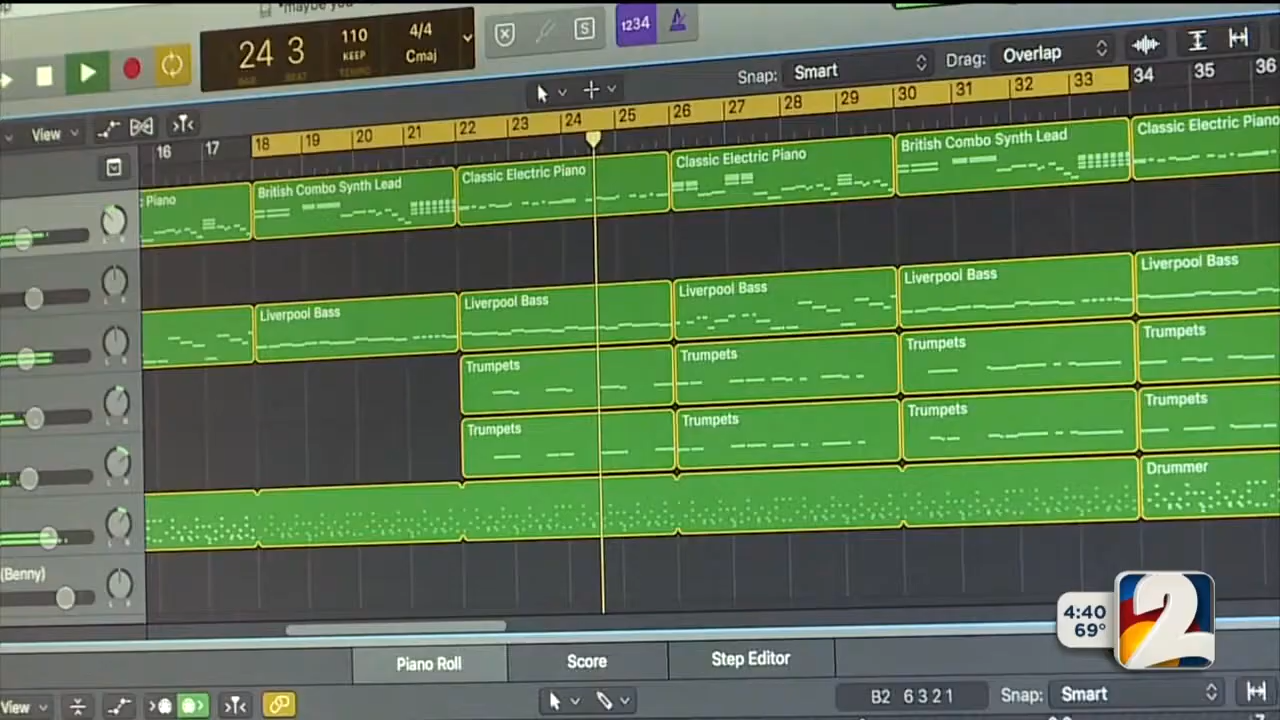 *maybe y
24 3
110
KEEP
TEMPO
4/4
Cmaj
S
1234
Snap: Smart
Drag: Overlap
View
16 17 18 19 20 21 22 23 24 25 26 27 28 29 30 31 32 33 34 35 36
: Piano
British Combo Synth Lead
Classic Electric Piano
Classic Electric Piano
British Combo Synth Lead
Classic Electric Piano
Liverpool Bass
Liverpool Bass
Liverpool Bass
Liverpool Bass
Liverpool Bass
Trumpets
Trumpets
Trumpets
Trumpets
Trumpets
Trumpets
Trumpets
Trumpets
Drummer
(Benny)
4:40
69°
2
Piano Roll
Score
Step Editor
View
B2 6 3 2 1
Snap: Smart